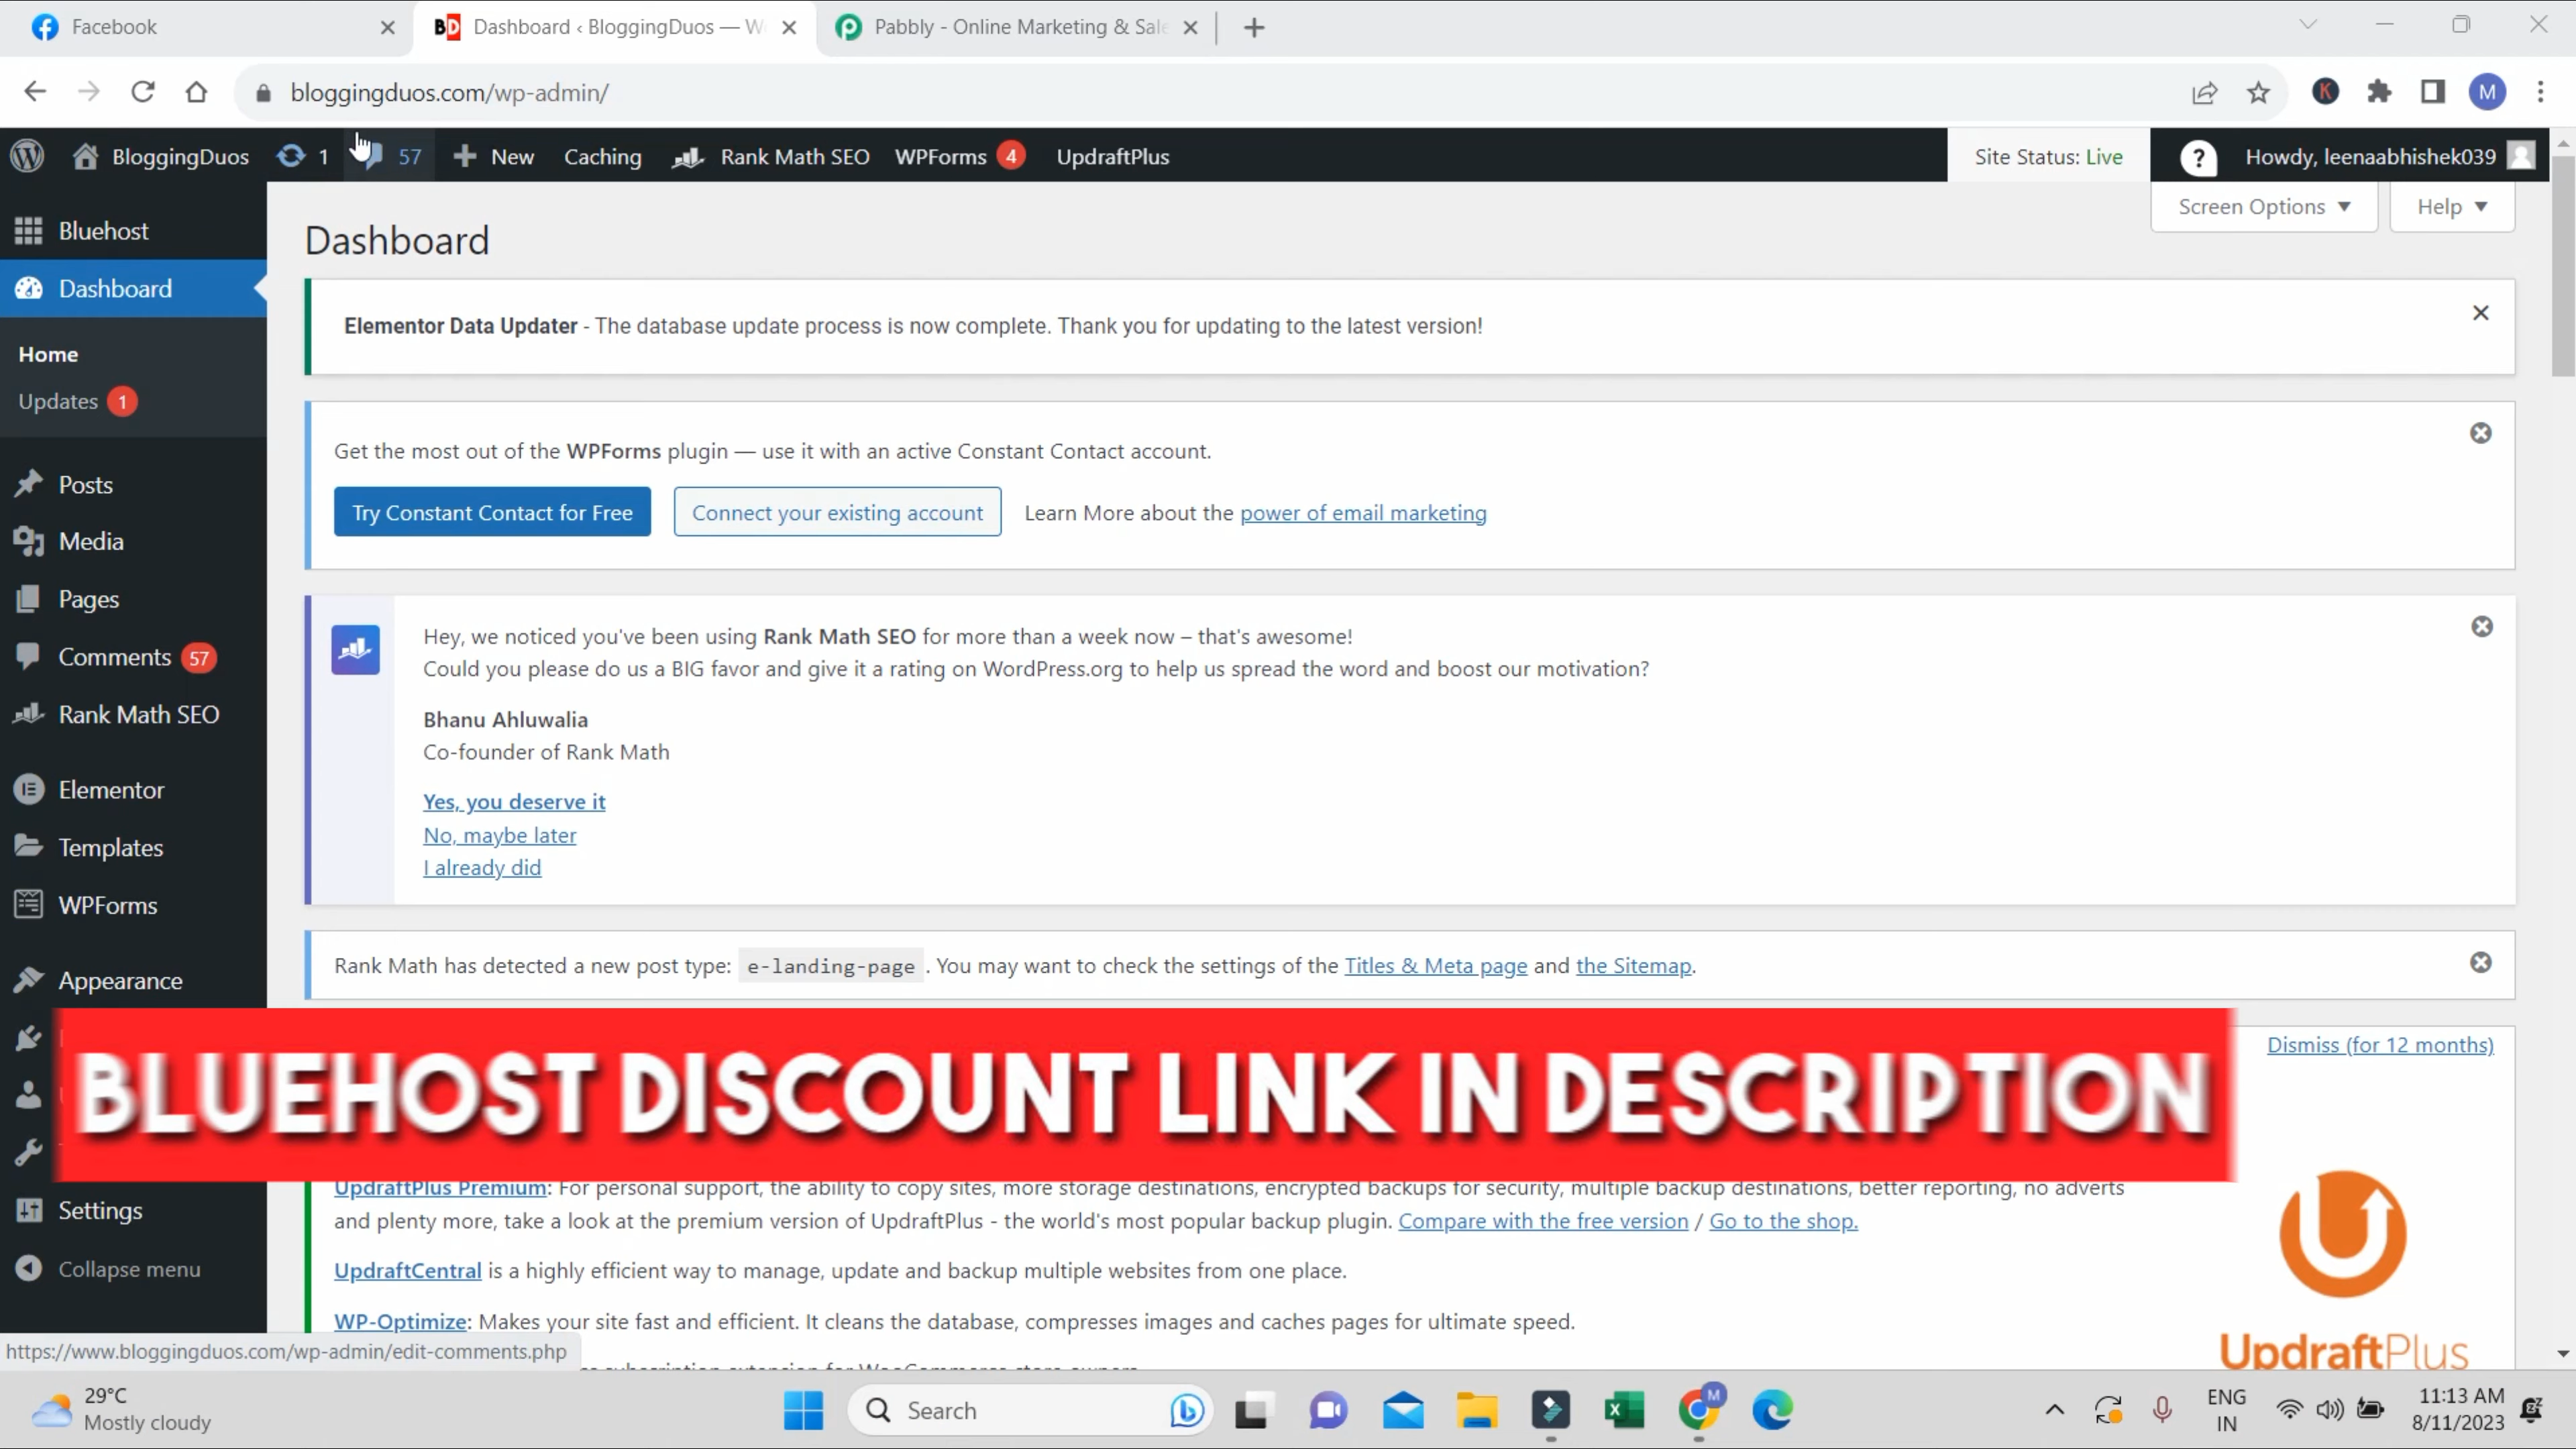 Facebook
BD Dashboard ‹ BloggingDuos — W
Pabbly - Online Marketing & Sale
bloggingduos.com/wp-admin/
K
M
BloggingDuos
1
57
New
Caching
Rank Math SEO
WPForms 4
UpdraftPlus
Site Status: Live
Howdy, leenaabhishek039
Screen Options
Help
Bluehost
Dashboard
Home
Updates 1
Posts
Media
Pages
Comments 57
Rank Math SEO
Elementor
Templates
WPForms
Appearance
Settings
Collapse menu
Dashboard
Elementor Data Updater - The database update process is now complete. Thank you for updating to the latest version!
Get the most out of the WPForms plugin — use it with an active Constant Contact account.
Try Constant Contact for Free
Connect your existing account
Learn More about the power of email marketing
Hey, we noticed you've been using Rank Math SEO for more than a week now – that's awesome!
Could you please do us a BIG favor and give it a rating on WordPress.org to help us spread the word and boost our motivation?
Bhanu Ahluwalia
Co-founder of Rank Math
Yes, you deserve it
No, maybe later
I already did
Rank Math has detected a new post type: e-landing-page . You may want to check the settings of the Titles & Meta page and the Sitemap.
Dismiss (for 12 months)
BLUEHOST DISCOUNT LINK IN DESCRIPTION
UpdraftPlus Premium: For personal support, the ability to copy sites, more storage destinations, encrypted backups for security, multiple backup destinations, better reporting, no adverts
and plenty more, take a look at the premium version of UpdraftPlus - the world's most popular backup plugin. Compare with the free version / Go to the shop.
UpdraftCentral is a highly efficient way to manage, update and backup multiple websites from one place.
WP-Optimize: Makes your site fast and efficient. It cleans the database, compresses images and caches pages for ultimate speed.
UpdraftPlus
https://www.bloggingduos.com/wp-admin/edit-comments.php
subscription extension for WooCommerce store owners
29°C
Mostly cloudy
Search
M
ENG
IN
11:13 AM
8/11/2023